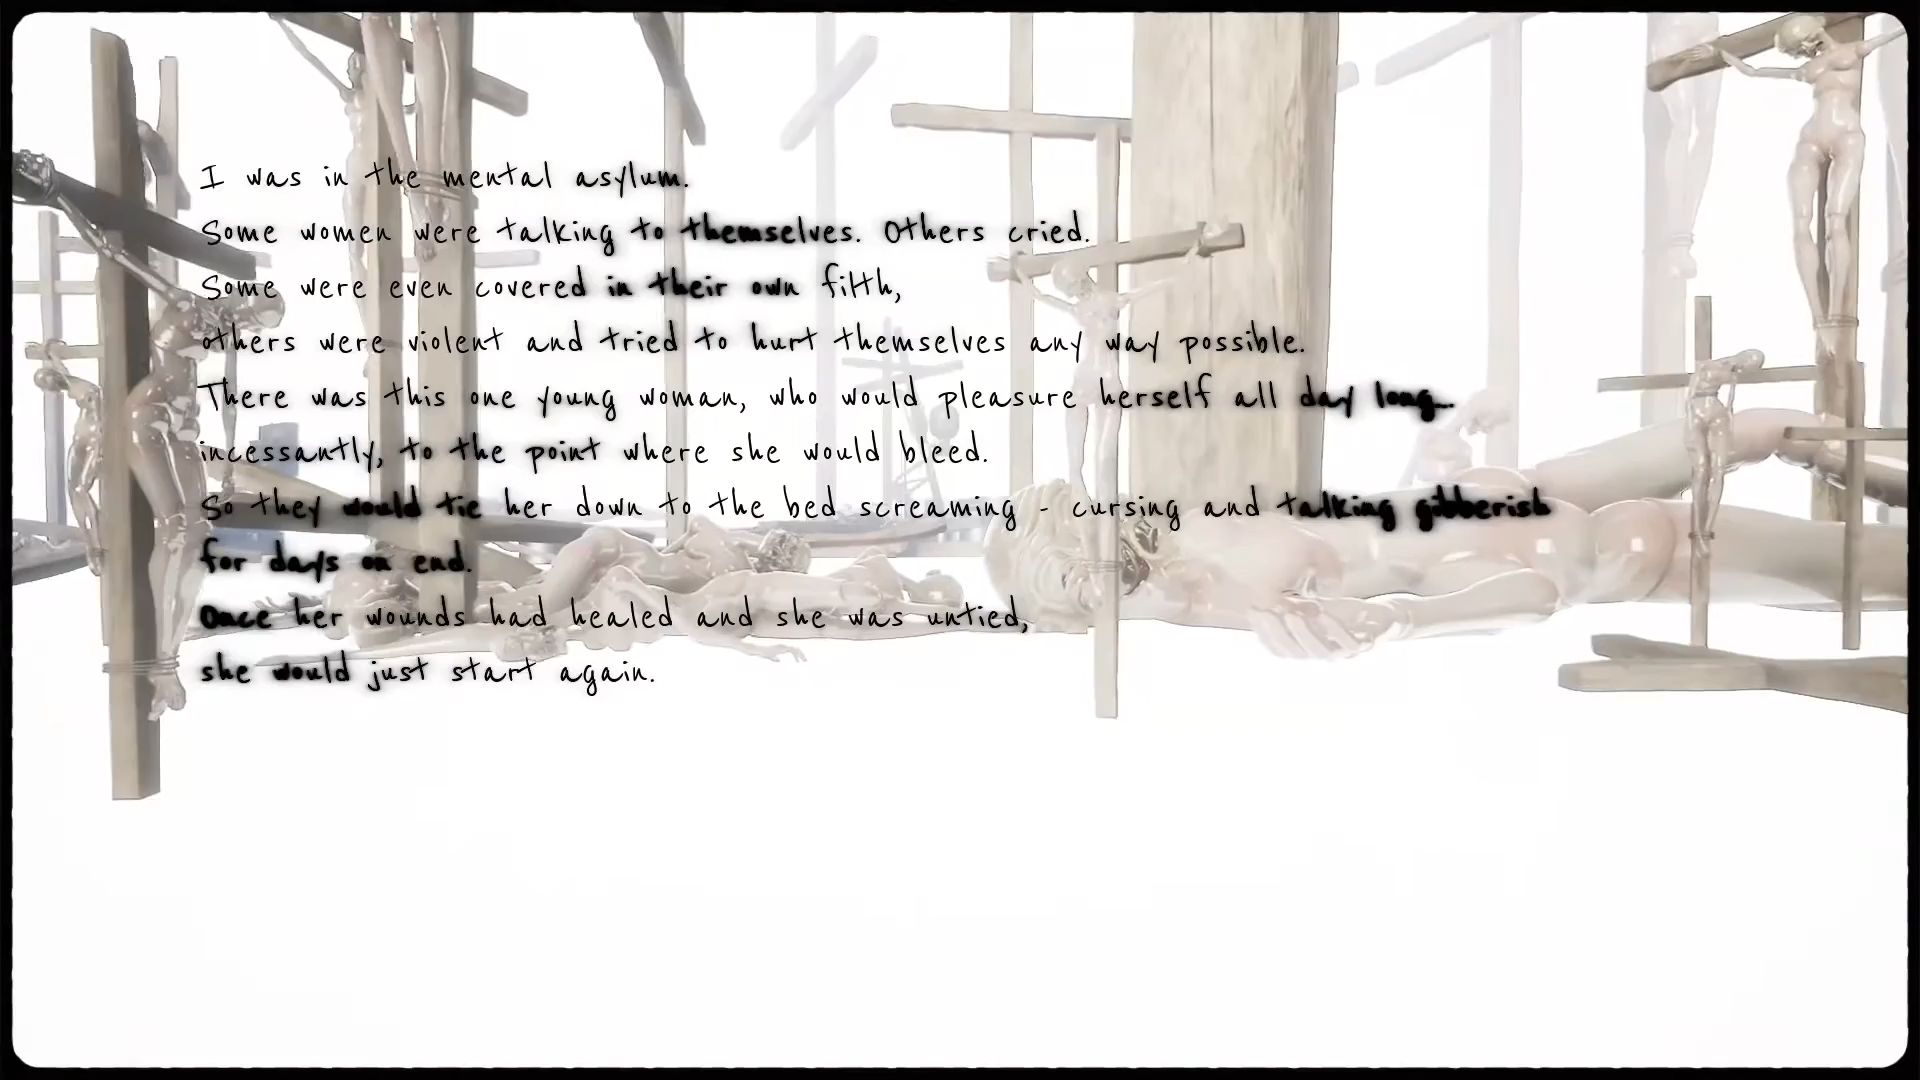 I was in the mental asylum.
Some women were talking to themselves. Others cried.
Some were even covered in their own filth,
others were violent and tried to hurt themselves any way possible.
There was this one young woman, who would pleasure herself all day long...
incessantly, to the point where she would bleed.
So they would tie her down to the bed screaming - cursing and talking gibberish
for days on end.
Once her wounds had healed and she was untied,
she would just start again.